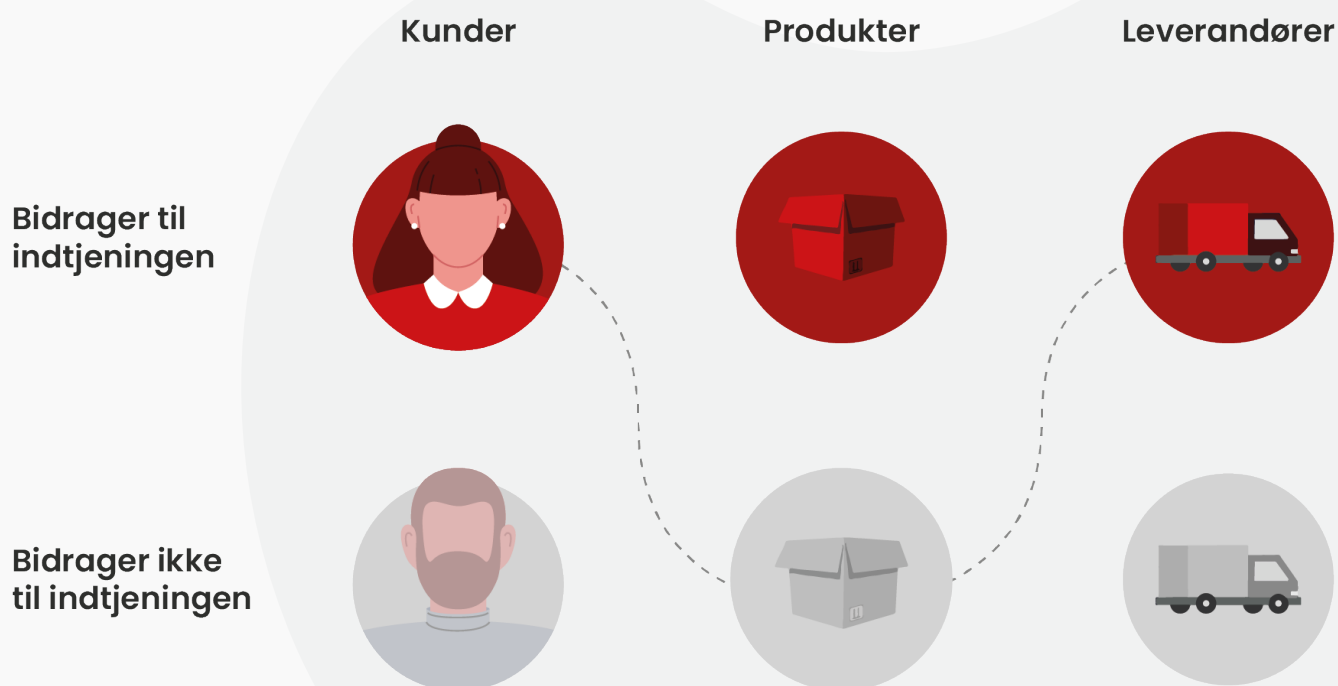 Kunder
Produkter
Leverandører
Bidrager til
indtjeningen
Bidrager ikke
til indtjeningen